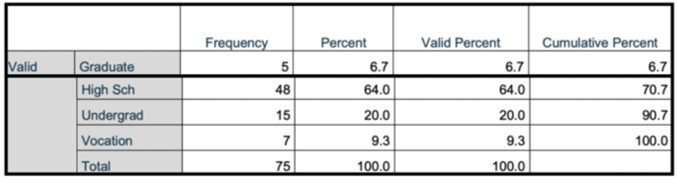 Frequency Percent Valid Percent Cumulative Percent
Valid Graduate 5 6.7 6.7 6.7
High Sch 48 64.0 64.0 70.7
Undergrad 15 20.0 20.0 90.7
Vocation 7 9.3 9.3 100.0
Total 75 100.0 100.0